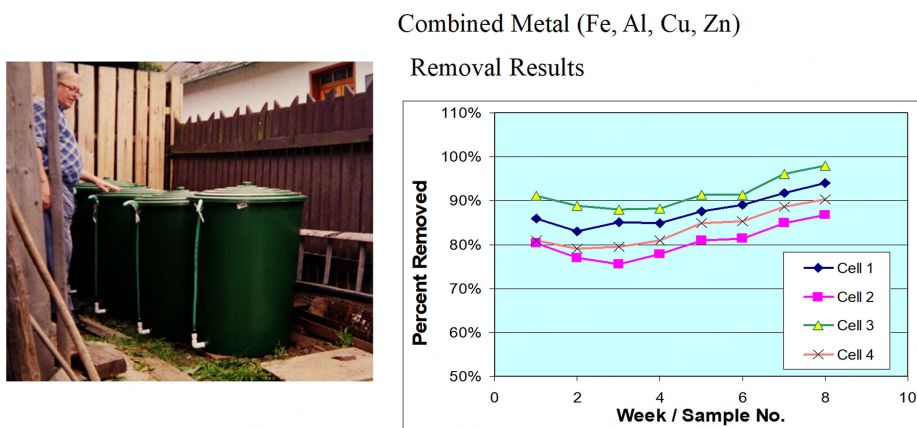 Combined Metal (Fe, Al, Cu, Zn)
Removal Results
110%
100%
90%
80%
70%
60%
50%
Percent Removed
0
2
4
6
8
10
Week / Sample No.
Cell 1
Cell 2
Cell 3
Cell 4